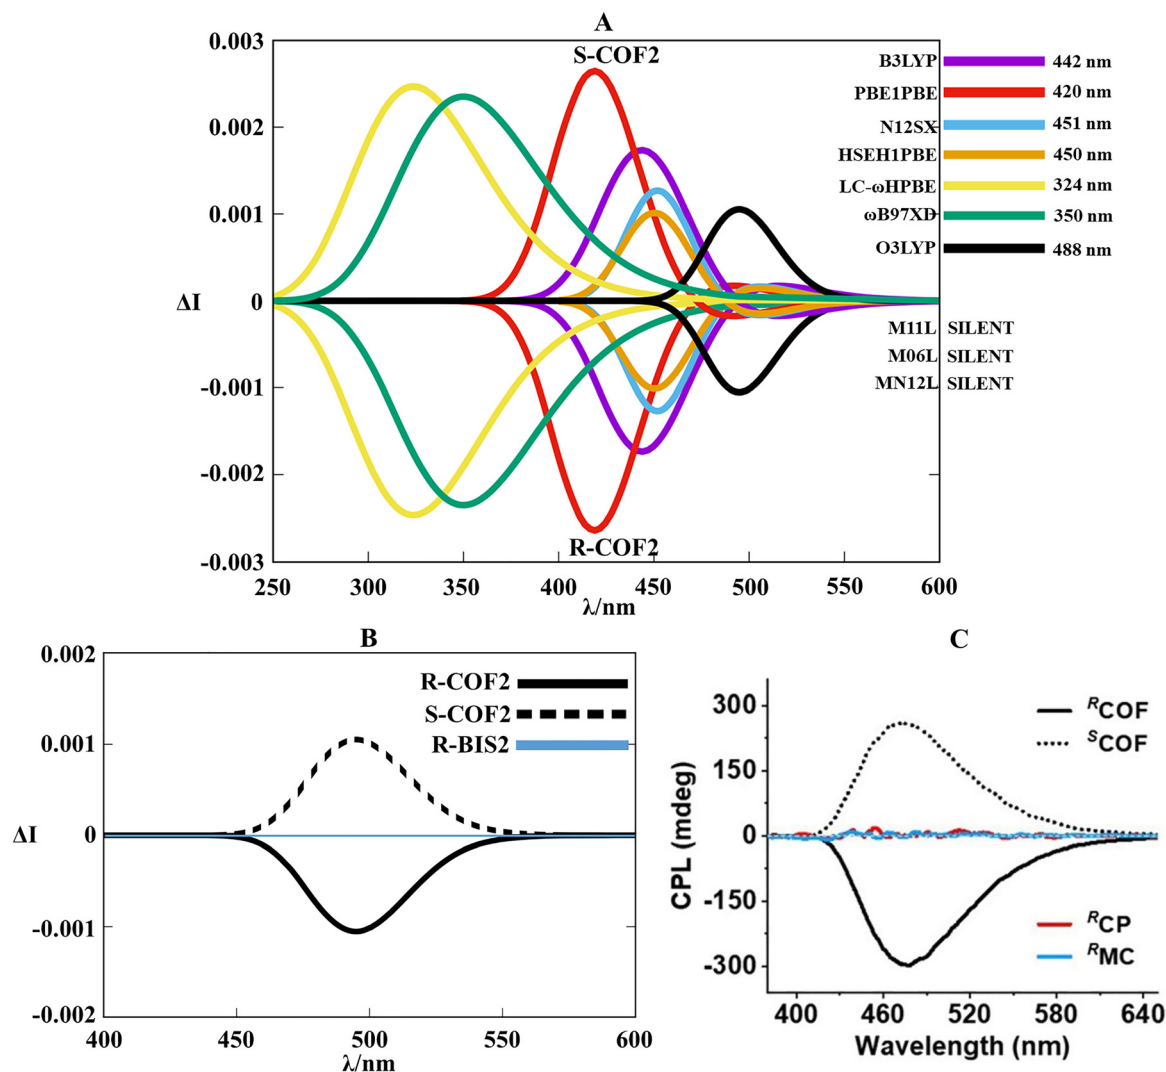 A
0.003
0.002
0.001
0
-0.001
-0.002
-0.003
ΔI
S-COF2
R-COF2
B3LYP 442 nm
PBE1PBE 420 nm
N12SX 451 nm
HSEH1PBE 450 nm
LC-ωHPBE 324 nm
ωB97XD 350 nm
O3LYP 488 nm
M11L SILENT
M06L SILENT
MN12L SILENT
250 300 350 400 450 500 550 600
λ/nm
B
0.002
0.001
0
-0.001
-0.002
ΔI
R-COF2
S-COF2
R-BIS2
400 450 500 550 600
λ/nm
C
300
150
0
-150
-300
CPL (mdeg)
RCOF
SCOF
RCP
RMC
400 460 520 580 640
Wavelength (nm)